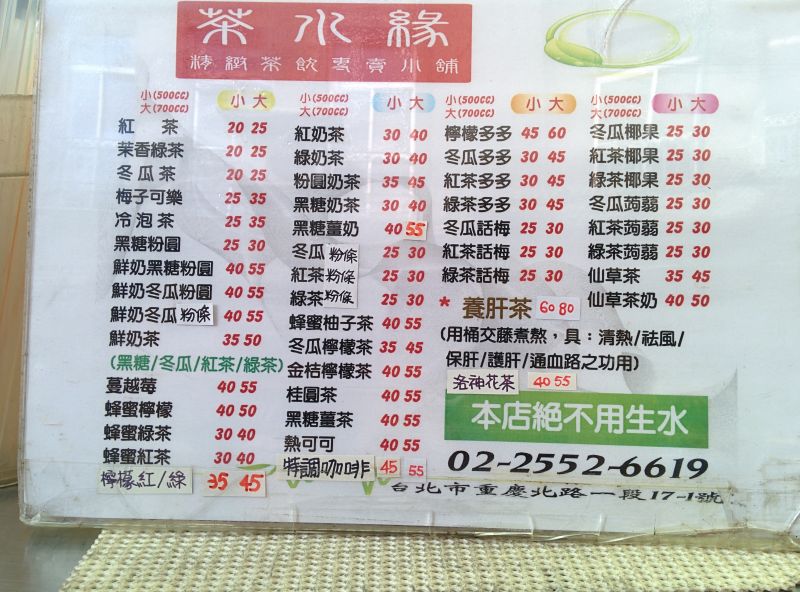 茶水緣
精緻茶飲專賣小舖
小(500CC)
大(700CC)
小 大
紅茶 20 25
茉香綠茶 20 25
冬瓜茶 20 25
梅子可樂 25 35
冷泡茶 25 35
黑糖粉圓 25 30
鮮奶黑糖粉圓 40 55
鮮奶冬瓜粉圓 40 55
鮮奶冬瓜粉條 40 55
鮮奶茶 35 50
(黑糖/冬瓜/紅茶/綠茶)
蔓越莓 40 55
蜂蜜檸檬 40 50
蜂蜜綠茶 30 40
蜂蜜紅茶 30 40
檸檬紅/綠 35 45
小(500CC)
大(700CC)
小 大
紅奶茶 30 40
綠奶茶 30 40
粉圓奶茶 35 45
黑糖奶茶 30 40
黑糖薑奶 40 55
冬瓜粉條 25 30
紅茶粉條 25 30
綠茶粉條 25 30
蜂蜜柚子茶 40 55
冬瓜檸檬茶 35 45
金桔檸檬茶 40 55
桂圓茶 40 55
黑糖薑茶 40 55
熱可可 40 55
特調咖啡 45 55
小(500CC)
大(700CC)
小 大
檸檬多多 45 60
冬瓜多多 30 45
紅茶多多 30 45
綠茶多多 30 45
冬瓜話梅 25 30
紅茶話梅 25 30
綠茶話梅 25 30
小(500CC)
大(700CC)
小 大
冬瓜椰果 25 30
紅茶椰果 25 30
綠茶椰果 25 30
冬瓜蒟蒻 25 30
紅茶蒟蒻 25 30
綠茶蒟蒻 25 30
仙草茶 35 45
仙草茶奶 40 50
* 養肝茶 60 80
(用桶交藤煮熬，具：清熱/祛風/
保肝/護肝/通血路之功用)
洛神花茶 40 55
本店絕不用生水
02-2552-6619
台北市重慶北路一段17-1號